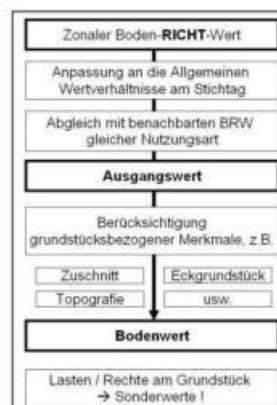 Zonaler Boden-RICHT-Wert
Anpassung an die Allgemeinen
Wertverhältnisse am Stichtag
Abgleich mit benachbarten BRW
gleicher Nutzungsart
Ausgangswert
Berücksichtigung
grundstücksbezogener Merkmale, z.B.
Zuschnitt
Eckgrundstück
Topografie
usw.
Bodenwert
Lasten / Rechte am Grundstück
→ Sonderwerte !